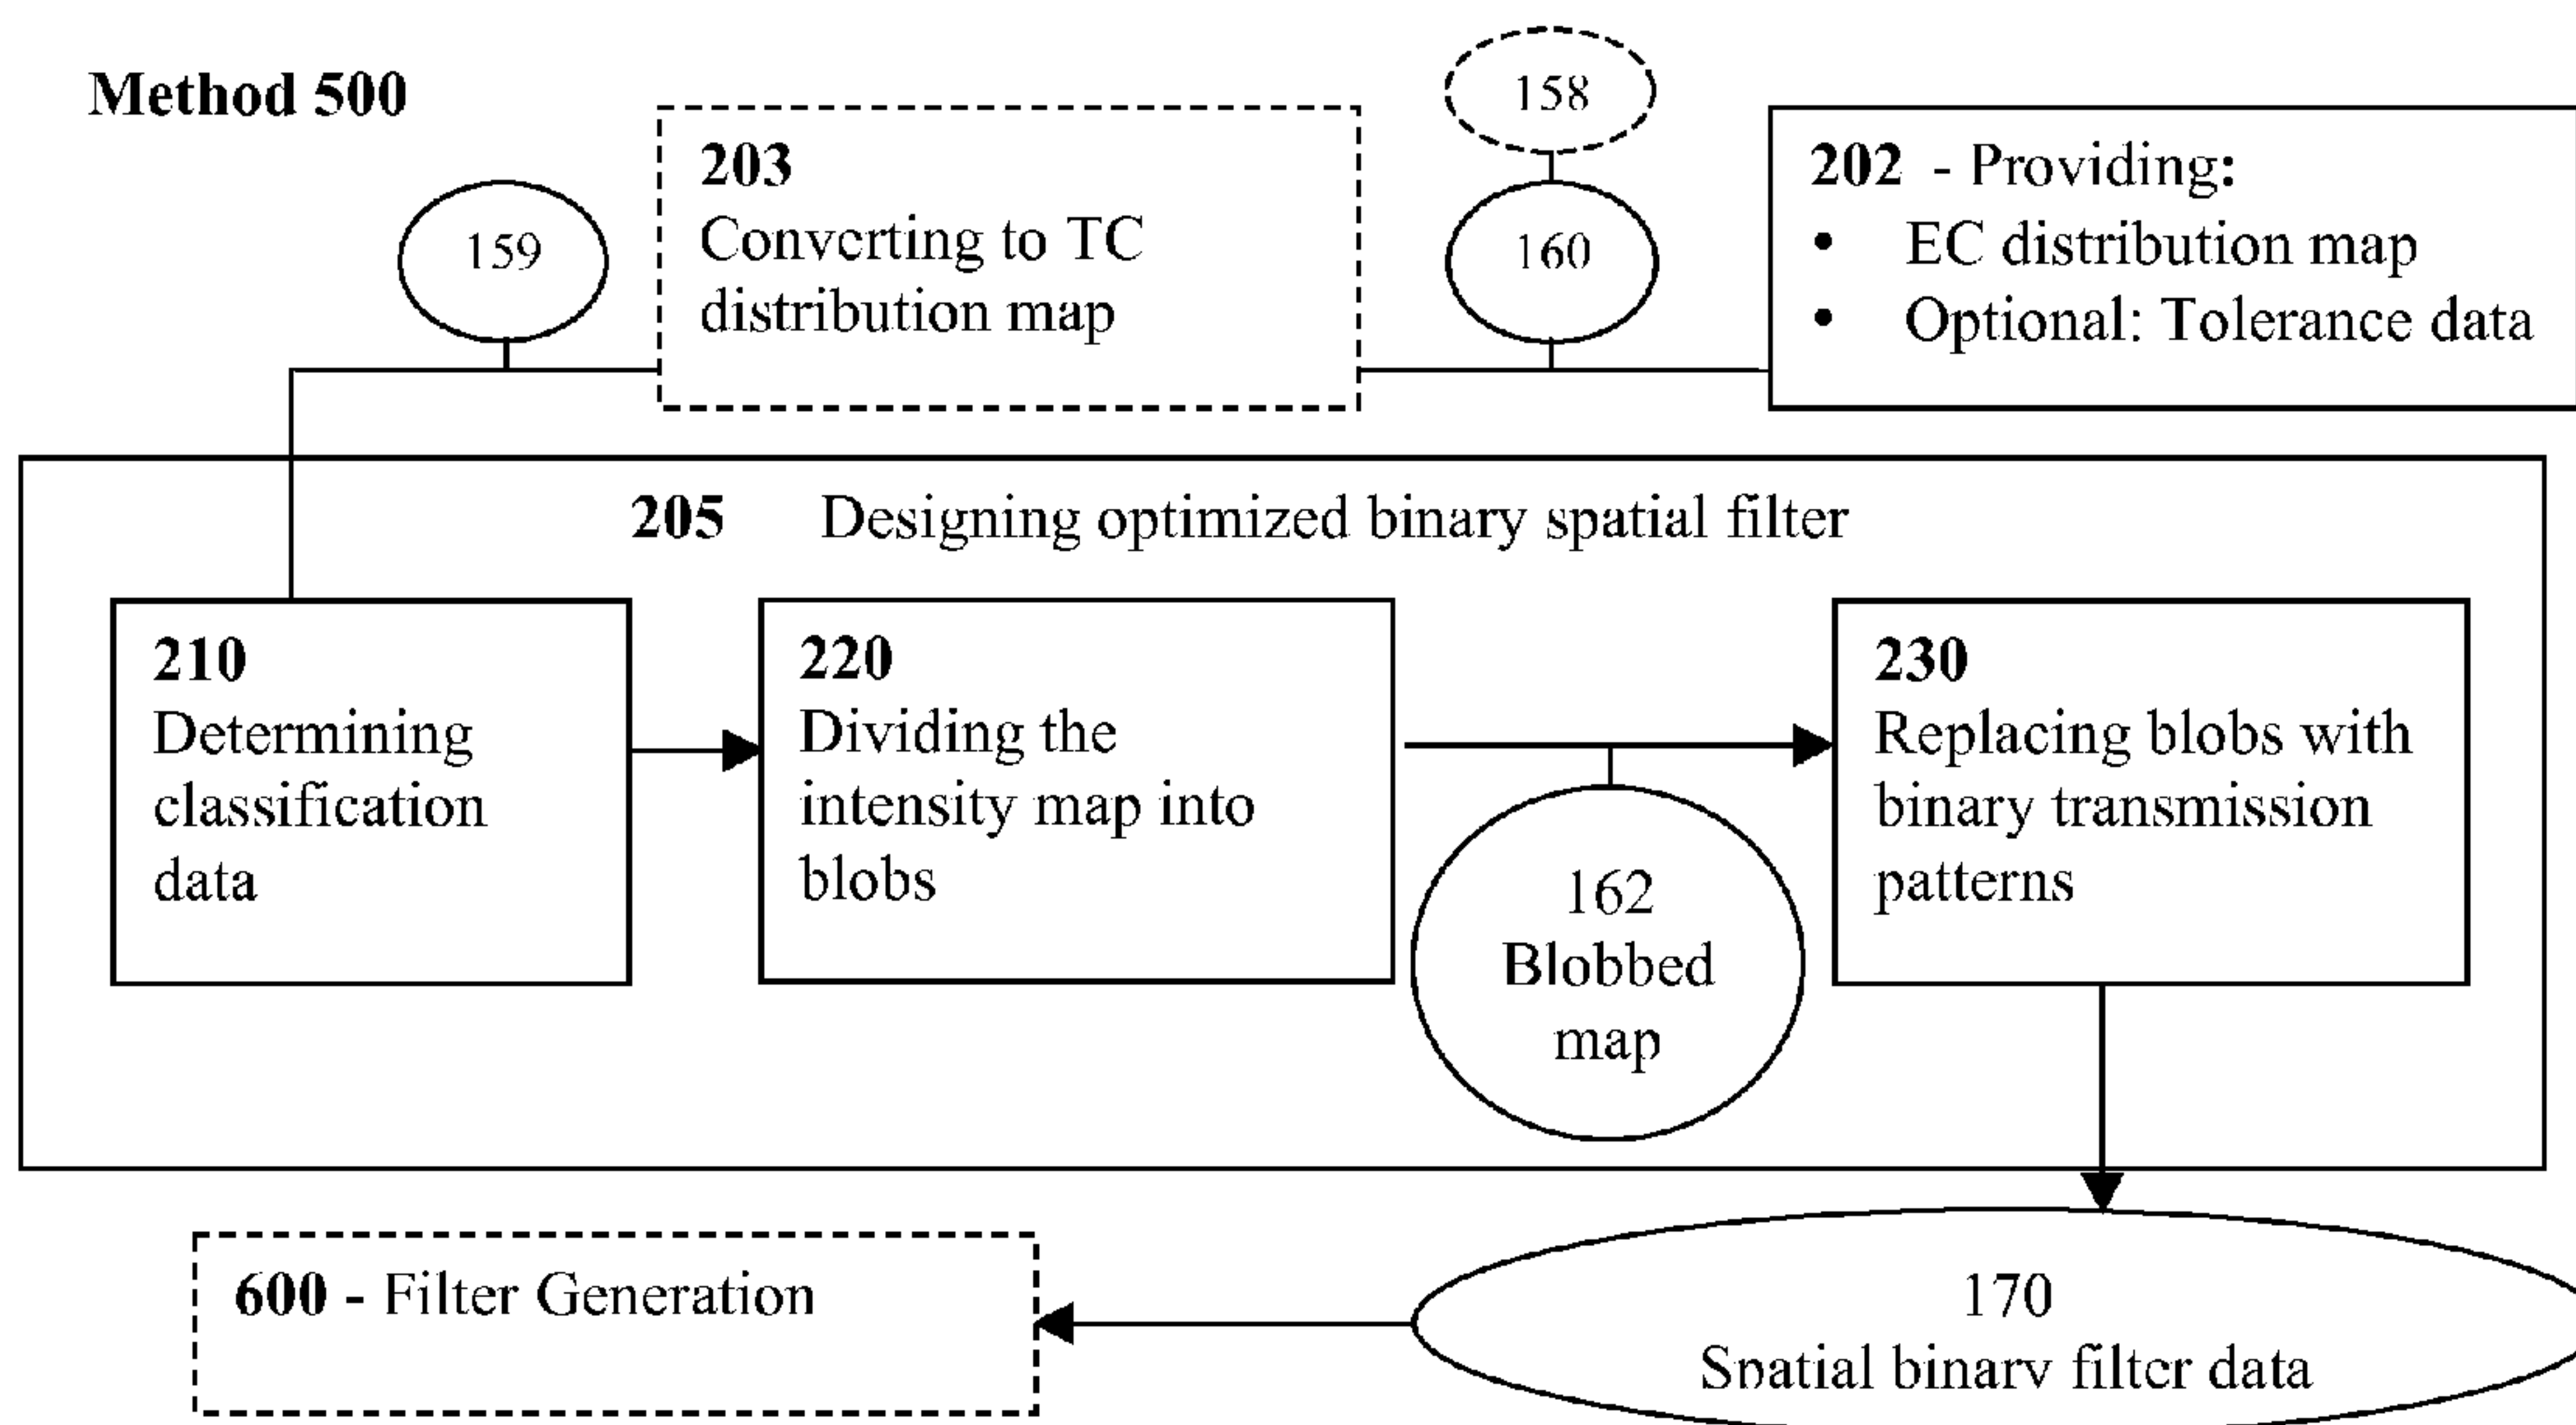 Method 500
158
203
Converting to TC
distribution map
159
160
202 - Providing:
• EC distribution map
• Optional: Tolerance data
205 Designing optimized binary spatial filter
210
Determining
classification
data
220
Dividing the
intensity map into
blobs
230
Replacing blobs with
binary transmission
patterns
162
Blobbed
map
600 - Filter Generation
170
Spatial binary filter data